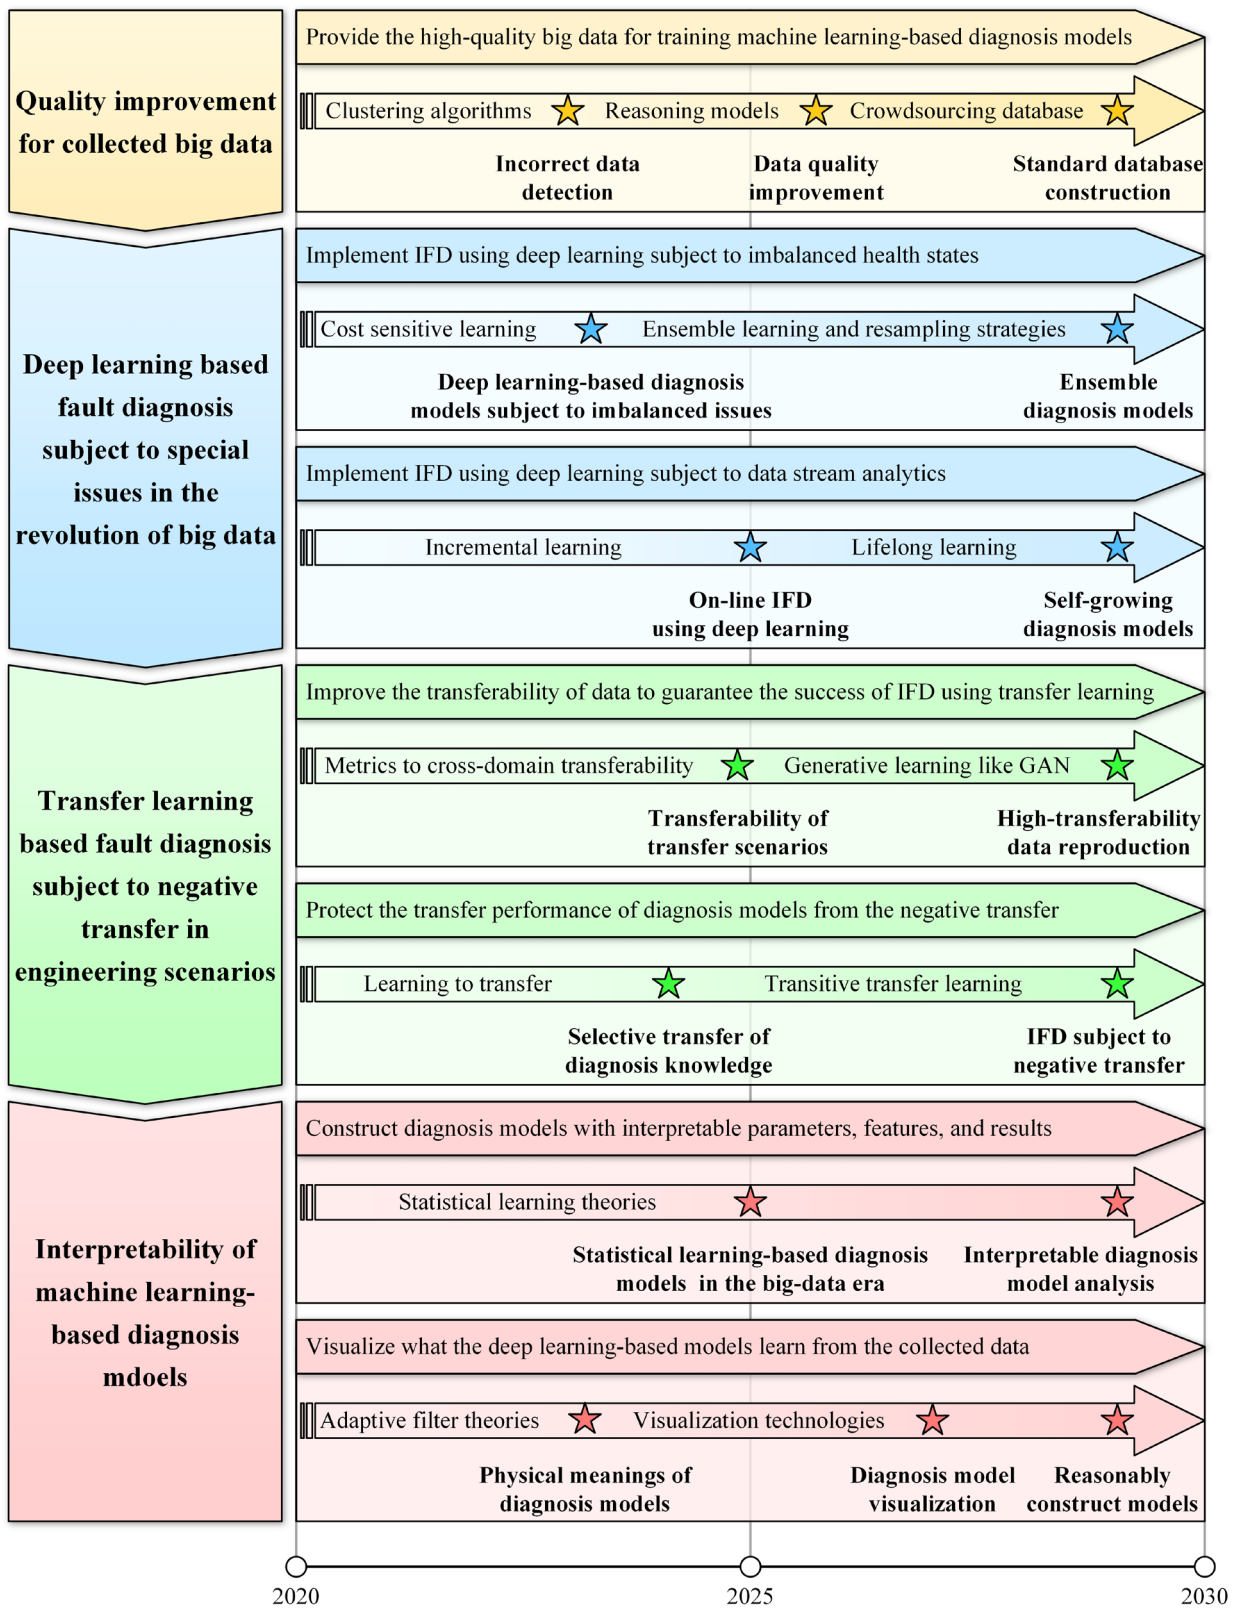 Quality improvement
for collected big data
Provide the high-quality big data for training machine learning-based diagnosis models
Clustering algorithms
Reasoning models
Crowdsourcing database
Incorrect data
detection
Data quality
improvement
Standard database
construction
Deep learning based
fault diagnosis
subject to special
issues in the
revolution of big data
Implement IFD using deep learning subject to imbalanced health states
Cost sensitive learning
Ensemble learning and resampling strategies
Deep learning-based diagnosis
models subject to imbalanced issues
Ensemble
diagnosis models
Implement IFD using deep learning subject to data stream analytics
Incremental learning
Lifelong learning
On-line IFD
using deep learning
Self-growing
diagnosis models
Transfer learning
based fault diagnosis
subject to negative
transfer in
engineering scenarios
Improve the transferability of data to guarantee the success of IFD using transfer learning
Metrics to cross-domain transferability
Generative learning like GAN
Transferability of
transfer scenarios
High-transferability
data reproduction
Protect the transfer performance of diagnosis models from the negative transfer
Learning to transfer
Transitive transfer learning
Selective transfer of
diagnosis knowledge
IFD subject to
negative transfer
Interpretability of
machine learning-
based diagnosis
mdoels
Construct diagnosis models with interpretable parameters, features, and results
Statistical learning theories
Statistical learning-based diagnosis
models in the big-data era
Interpretable diagnosis
model analysis
Visualize what the deep learning-based models learn from the collected data
Adaptive filter theories
Visualization technologies
Physical meanings of
diagnosis models
Diagnosis model
visualization
Reasonably
construct models
2020
2025
2030